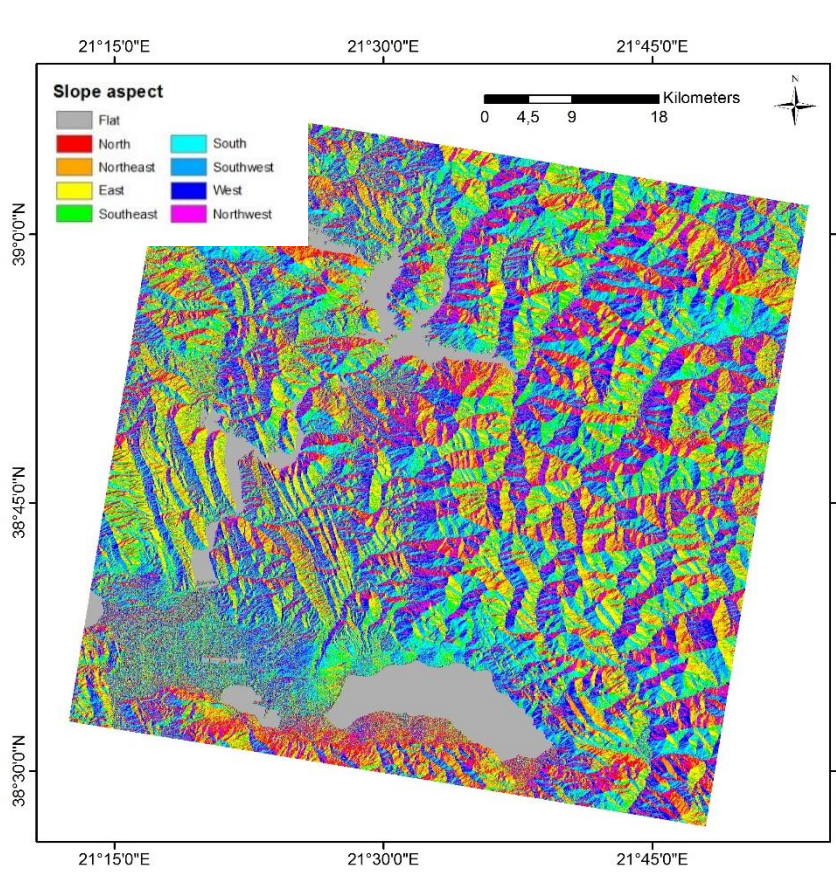 21°15'0"E 21°30'0"E 21°45'0"E
Slope aspect
Flat
North
Northeast
East
Southeast
South
Southwest
West
Northwest
Kilometers
0 4,5 9 18
N
39°0'0"N
38°45'0"N
38°30'0"N
21°15'0"E 21°30'0"E 21°45'0"E